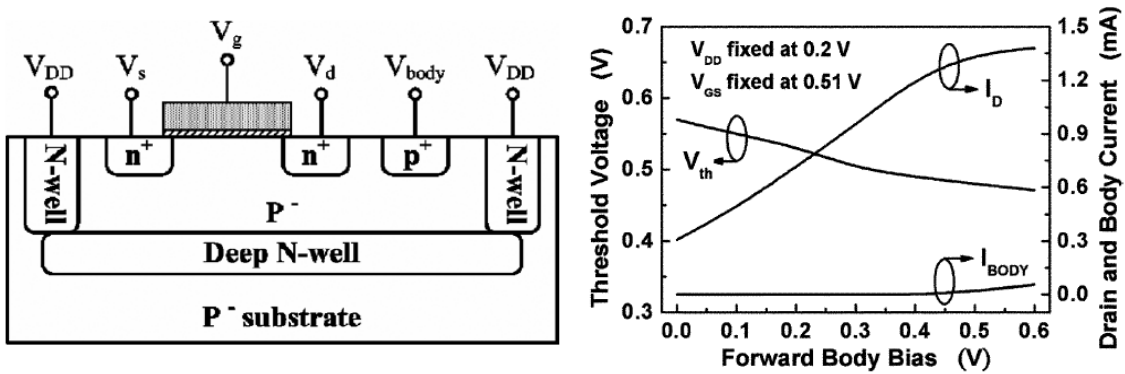 V_DD V_s V_g V_d V_body V_DD
n⁺ n⁺ p⁺
N-well N-well
P⁻
Deep N-well
P⁻ substrate
V_DD fixed at 0.2 V
V_GS fixed at 0.51 V
I_D
V_th
I_BODY
Threshold Voltage (V)
0.7
0.6
0.5
0.4
0.3
Drain and Body Current (mA)
1.5
1.2
0.9
0.6
0.3
0.0
0.0 0.1 0.2 0.3 0.4 0.5 0.6
Forward Body Bias (V)